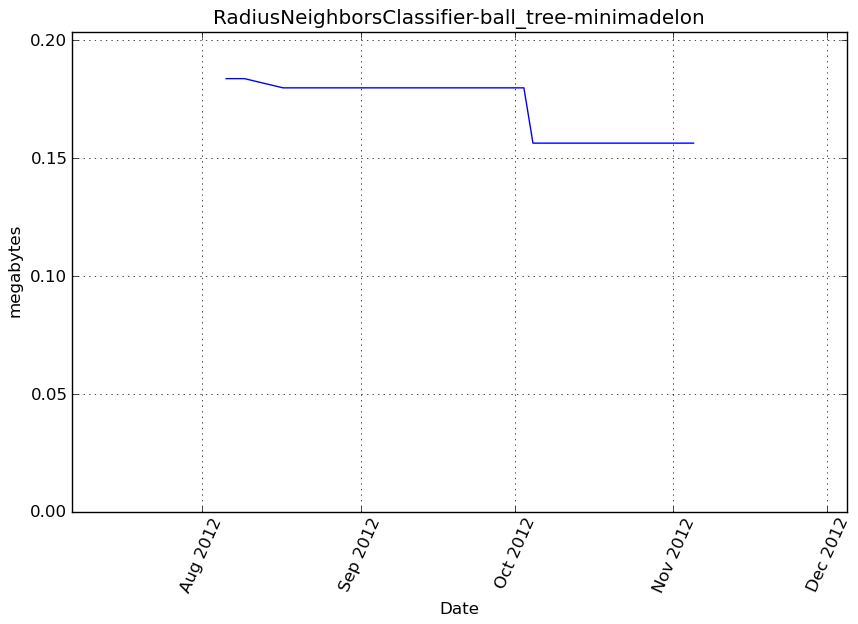 RadiusNeighborsClassifier-ball_tree-minimadelon
0.20
0.15
0.10
0.05
0.00
megabytes
Aug 2012
Sep 2012
Oct 2012
Nov 2012
Dec 2012
Date